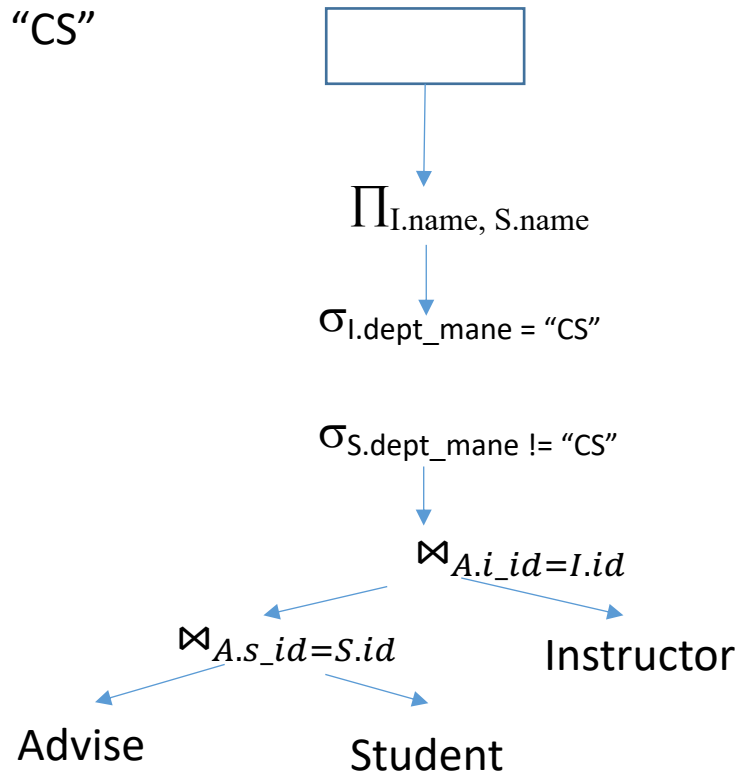 “CS”
∏I.name, S.name
σI.dept_mane = “CS”
σS.dept_mane != “CS”
⋈A.i_id=I.id
⋈A.s_id=S.id
Instructor
Advise
Student